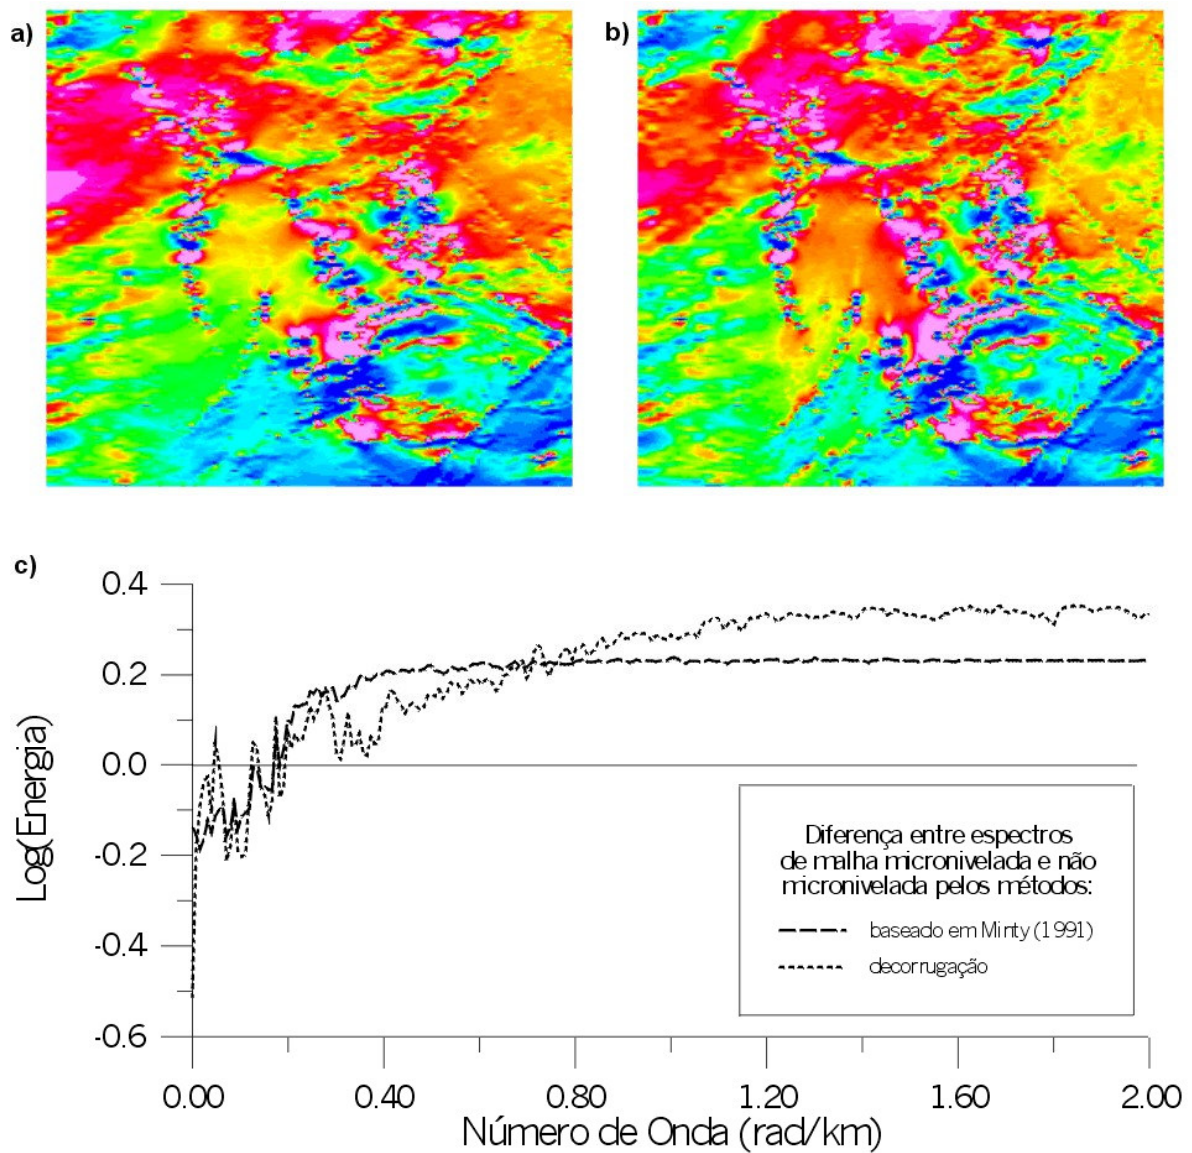 a)
b)
c)
0.4
0.2
0.0
-0.2
-0.4
-0.6
Log(Energia)
Diferença entre espectros
de malha micronivelada e não
micronivelada pelos métodos:
baseado em Minty (1991)
decorrugação
0.00
0.40
0.80
1.20
1.60
2.00
Número de Onda (rad/km)